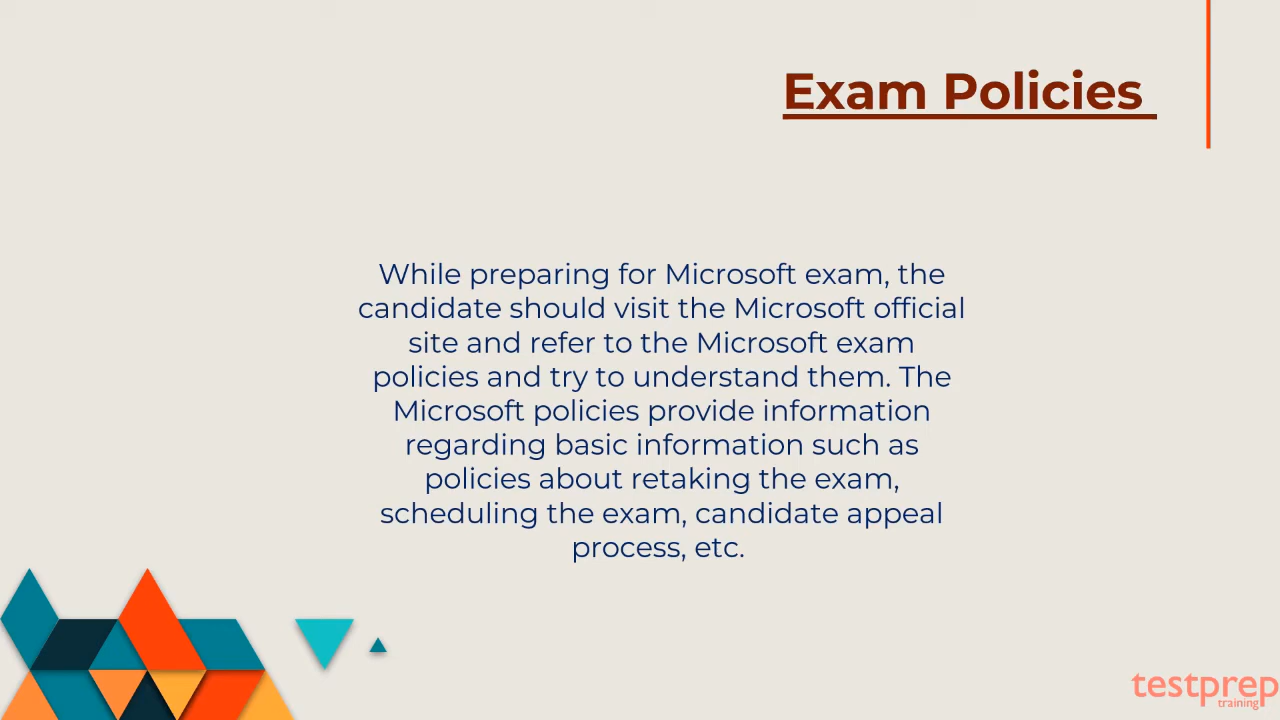 Exam Policies
While preparing for Microsoft exam, the
candidate should visit the Microsoft official
site and refer to the Microsoft exam
policies and try to understand them. The
Microsoft policies provide information
regarding basic information such as
policies about retaking the exam,
scheduling the exam, candidate appeal
process, etc.
testprep
training